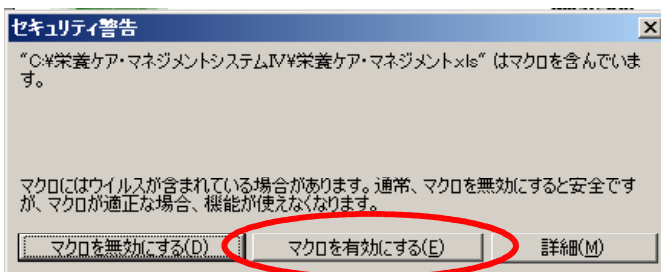 セキュリティ警告
“C:¥栄養ケア・マネジメントシステムⅣ¥栄養ケア・マネジメント.xls” はマクロを含んでいま
す。
マクロにはウイルスが含まれている場合があります。通常、マクロを無効にすると安全です
が、マクロが適正な場合、機能が使えなくなります。
マクロを無効にする(D) マクロを有効にする(E) 詳細(M)